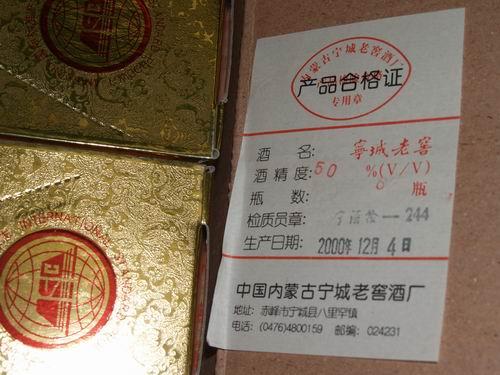 内蒙古宁城老窖酒厂
产品合格证
专用章
酒 名: 寧城老窖
酒精度: 50 %(V/V)
瓶 数: 瓶
检质员章: 244
生产日期: 2000年12月4日
中国内蒙古宁城老窖酒厂
地址: 赤峰市宁城县八里罕镇
电话: (0476)4800159 邮编: 024231
INTERNATIONAL